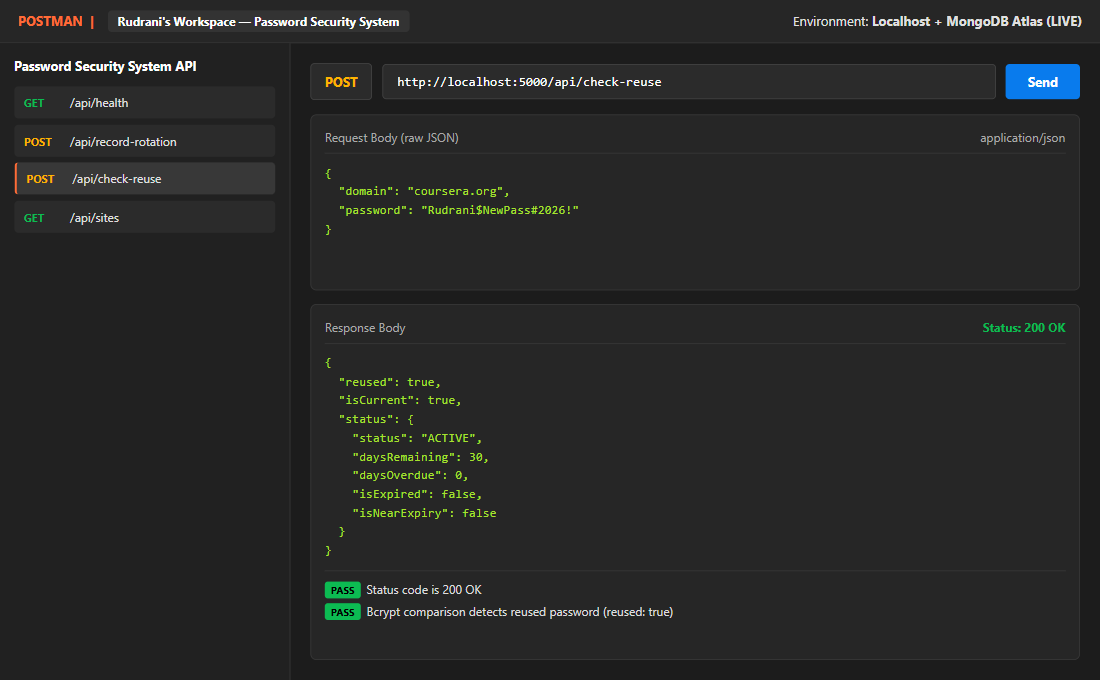 POSTMAN | Rudrani's Workspace — Password Security System Environment: Localhost + MongoDB Atlas (LIVE)
Password Security System API
GET /api/health
POST /api/record-rotation
POST /api/check-reuse
GET /api/sites
POST http://localhost:5000/api/check-reuse Send
Request Body (raw JSON) application/json
{
"domain": "coursera.org",
"password": "Rudrani$NewPass#2026!"
}
Response Body Status: 200 OK
{
"reused": true,
"isCurrent": true,
"status": {
"status": "ACTIVE",
"daysRemaining": 30,
"daysOverdue": 0,
"isExpired": false,
"isNearExpiry": false
}
}
PASS Status code is 200 OK
PASS Bcrypt comparison detects reused password (reused: true)